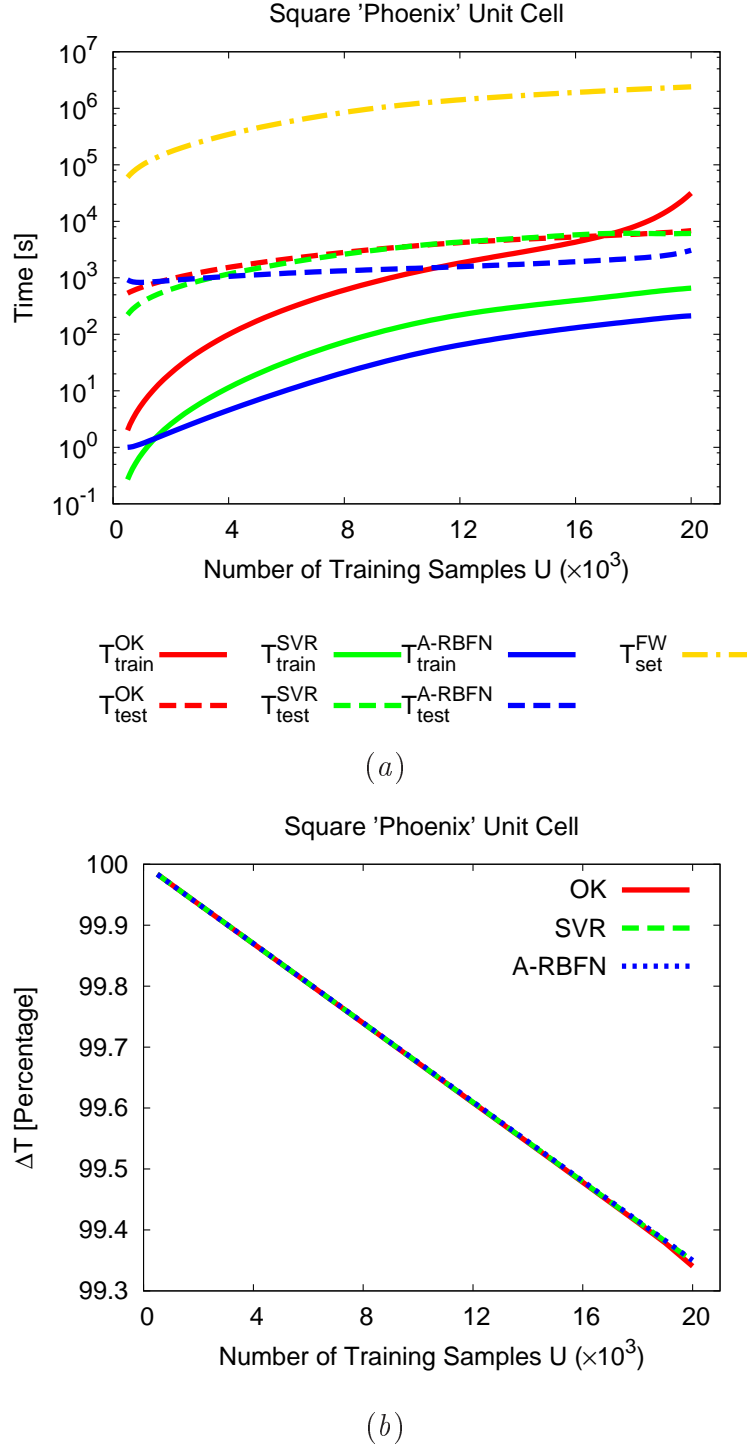 Square 'Phoenix' Unit Cell
10^7
10^6
10^5
10^4
10^3
10^2
10^1
10^0
10^-1
Time [s]
0 4 8 12 16 20
Number of Training Samples U (×10^3)
T_train^OK T_train^SVR T_train^A-RBFN T_set^FW
T_test^OK T_test^SVR T_test^A-RBFN
(a)
Square 'Phoenix' Unit Cell
100
99.9
99.8
99.7
99.6
99.5
99.4
99.3
ΔT [Percentage]
OK
SVR
A-RBFN
0 4 8 12 16 20
Number of Training Samples U (×10^3)
(b)